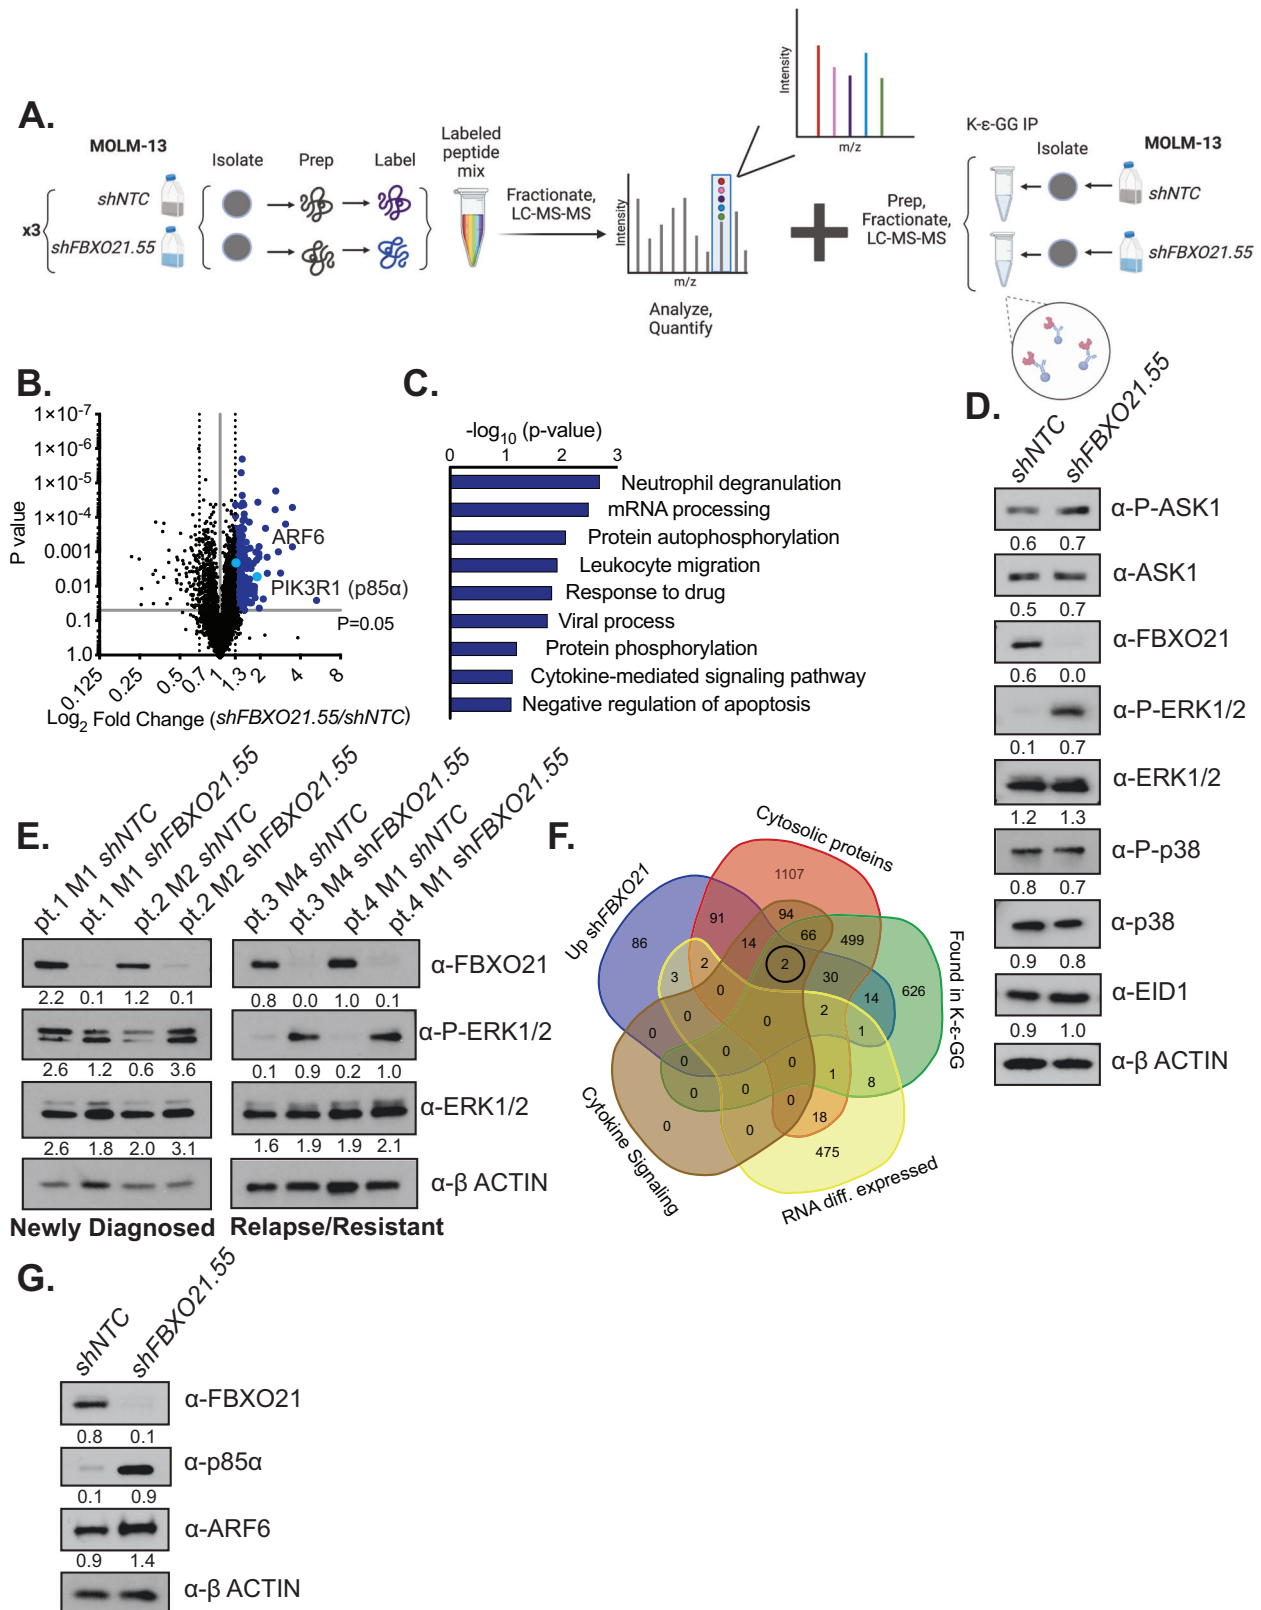 A.
MOLM-13
x3
shNTC
shFBXO21.55
Isolate
Prep
Label
Labeled
peptide
mix
Fractionate,
LC-MS-MS
Intensity
m/z
Analyze,
Quantify
Intensity
m/z
Prep,
Fractionate,
LC-MS-MS
K-ε-GG IP
Isolate
MOLM-13
shNTC
shFBXO21.55
B.
P value
1×10⁻⁷
1×10⁻⁶
1×10⁻⁵
1×10⁻⁴
0.001
0.01
0.1
1.0
ARF6
PIK3R1 (p85α)
P=0.05
0.125 0.25 0.5 0.7 1 1.3 2 4 8
Log₂ Fold Change (shFBXO21.55/shNTC)
C.
-log₁₀ (p-value)
0 1 2 3
Neutrophil degranulation
mRNA processing
Protein autophosphorylation
Leukocyte migration
Response to drug
Viral process
Protein phosphorylation
Cytokine-mediated signaling pathway
Negative regulation of apoptosis
D.
shNTC shFBXO21.55
α-P-ASK1
0.6 0.7
α-ASK1
0.5 0.7
α-FBXO21
0.6 0.0
α-P-ERK1/2
0.1 0.7
α-ERK1/2
1.2 1.3
α-P-p38
0.8 0.7
α-p38
0.9 0.8
α-EID1
0.9 1.0
α-β ACTIN
E.
pt.1 M1 shNTC
pt.1 M1 shFBXO21.55
pt.2 M2 shNTC
pt.2 M2 shFBXO21.55
pt.3 M4 shNTC
pt.3 M4 shFBXO21.55
pt.4 M1 shNTC
pt.4 M1 shFBXO21.55
α-FBXO21
2.2 0.1 1.2 0.1 0.8 0.0 1.0 0.1
α-P-ERK1/2
2.6 1.2 0.6 3.6 0.1 0.9 0.2 1.0
α-ERK1/2
2.6 1.8 2.0 3.1 1.6 1.9 1.9 2.1
α-β ACTIN
Newly Diagnosed Relapse/Resistant
F.
Up shFBXO21
Cytosolic proteins
Found in K-ε-GG
RNA diff. expressed
Cytokine Signaling
1107
91 94
86 14 66 499
3 2 2 30 14 626
0 0 0 2 1
0 0 0 0 1 8
0 0 0 18
0 0 475
G.
shNTC shFBXO21.55
α-FBXO21
0.8 0.1
α-p85α
0.1 0.9
α-ARF6
0.9 1.4
α-β ACTIN